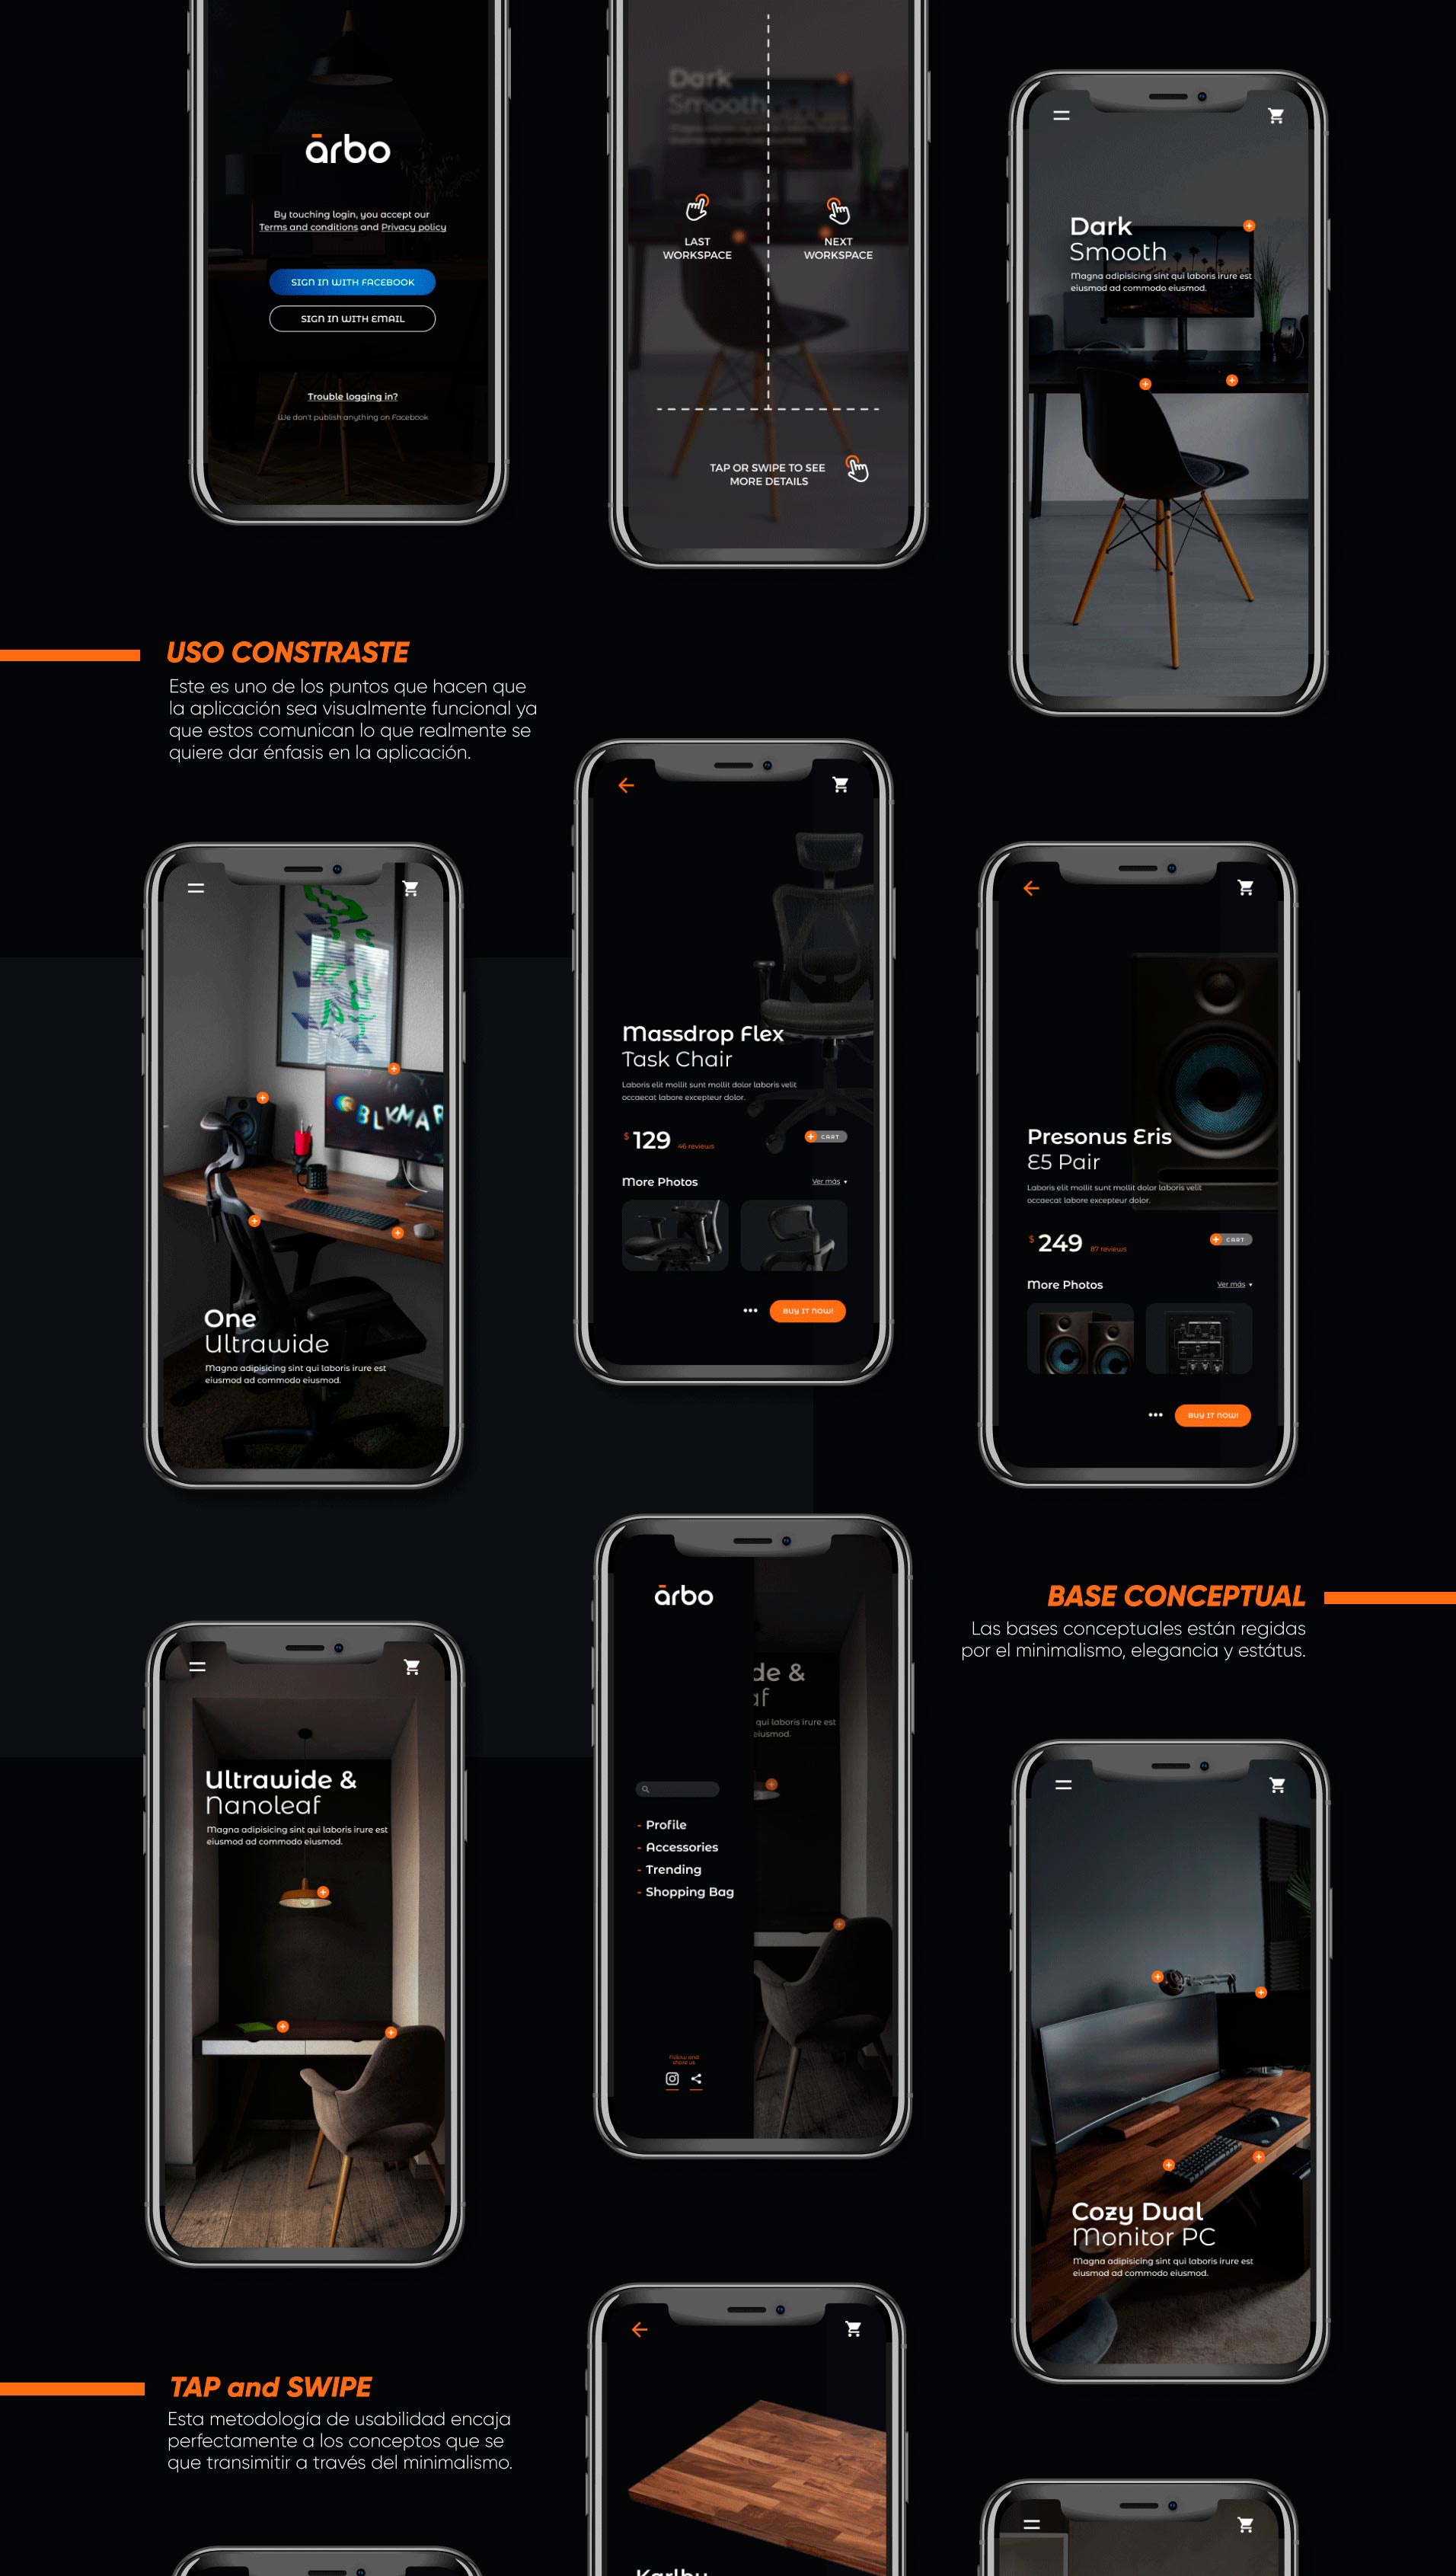 ārbo
By touching login, you accept our
Terms and conditions and Privacy policy
SIGN IN WITH FACEBOOK
SIGN IN WITH EMAIL
Trouble logging in?
We don't publish anything on Facebook
Dark
Smooth
LAST
WORKSPACE
NEXT
WORKSPACE
TAP OR SWIPE TO SEE
MORE DETAILS
Dark
Smooth
Magna adipisicing sint qui laboris irure est
eiusmod ad commodo eiusmod.
USO CONSTRASTE
Este es uno de los puntos que hacen que
la aplicación sea visualmente funcional ya
que estos comunican lo que realmente se
quiere dar énfasis en la aplicación.
BLKMAR
One
Ultrawide
Magna adipisicing sint qui laboris irure est
eiusmod ad commodo eiusmod.
Massdrop Flex
Task Chair
Laboris elit mollit sunt mollit dolor laboris velit
occaecat labore excepteur dolor.
$ 129 46 reviews
CART
More Photos
Ver más
BUY IT NOW!
Presonus Eris
E5 Pair
Laboris elit mollit sunt mollit dolor laboris velit
occaecat labore excepteur dolor.
$ 249 87 reviews
CART
More Photos
Ver más
BUY IT NOW!
BASE CONCEPTUAL
Las bases conceptuales están regidas
por el minimalismo, elegancia y estátus.
Ultrawide &
Nanoleaf
Magna adipisicing sint qui laboris irure est
eiusmod ad commodo eiusmod.
ārbo
de &
af
qui laboris irure est
eiusmod.
- Profile
- Accessories
- Trending
- Shopping Bag
Follow and
share us
Cozy Dual
Monitor PC
Magna adipisicing sint qui laboris irure est
eiusmod ad commodo eiusmod.
TAP and SWIPE
Esta metodología de usabilidad encaja
perfectamente a los conceptos que se
que transimitir a través del minimalismo.